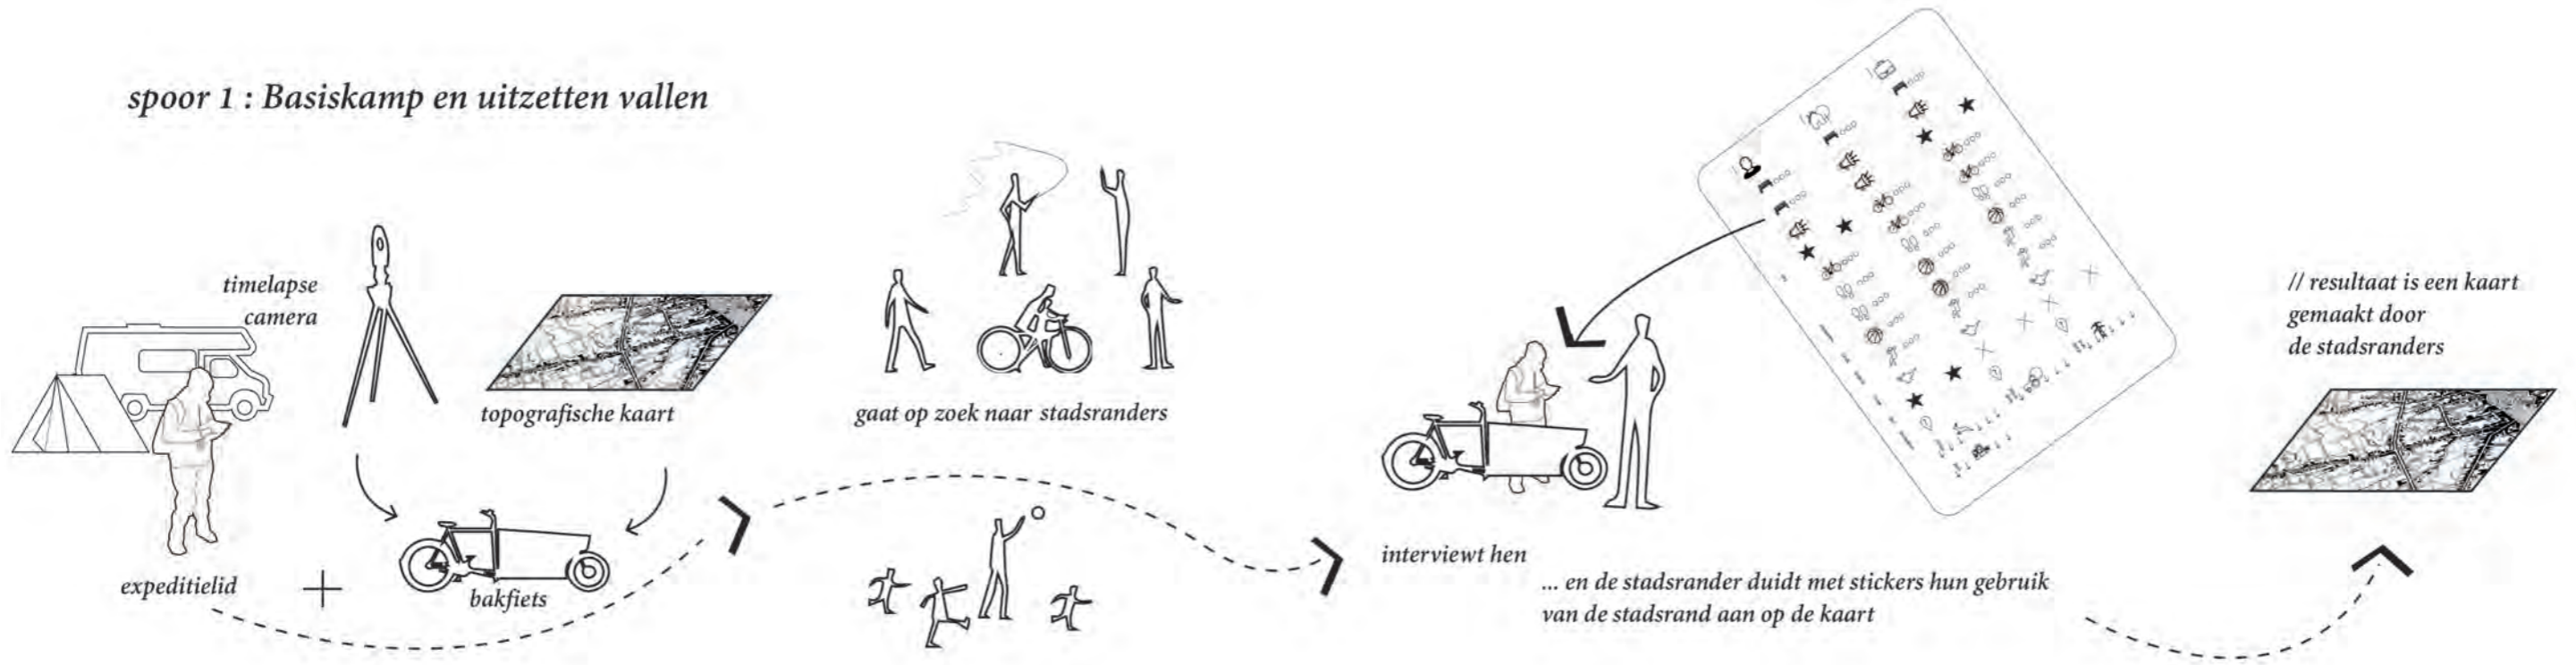 spoor 1 : Basiskamp en uitzetten vallen
timelapse
camera
topografische kaart
expeditielid
bakfiets
gaat op zoek naar stadsranders
interviewt hen
... en de stadsrander duidt met stickers hun gebruik
van de stadsrand aan op de kaart
// resultaat is een kaart
gemaakt door
de stadsranders